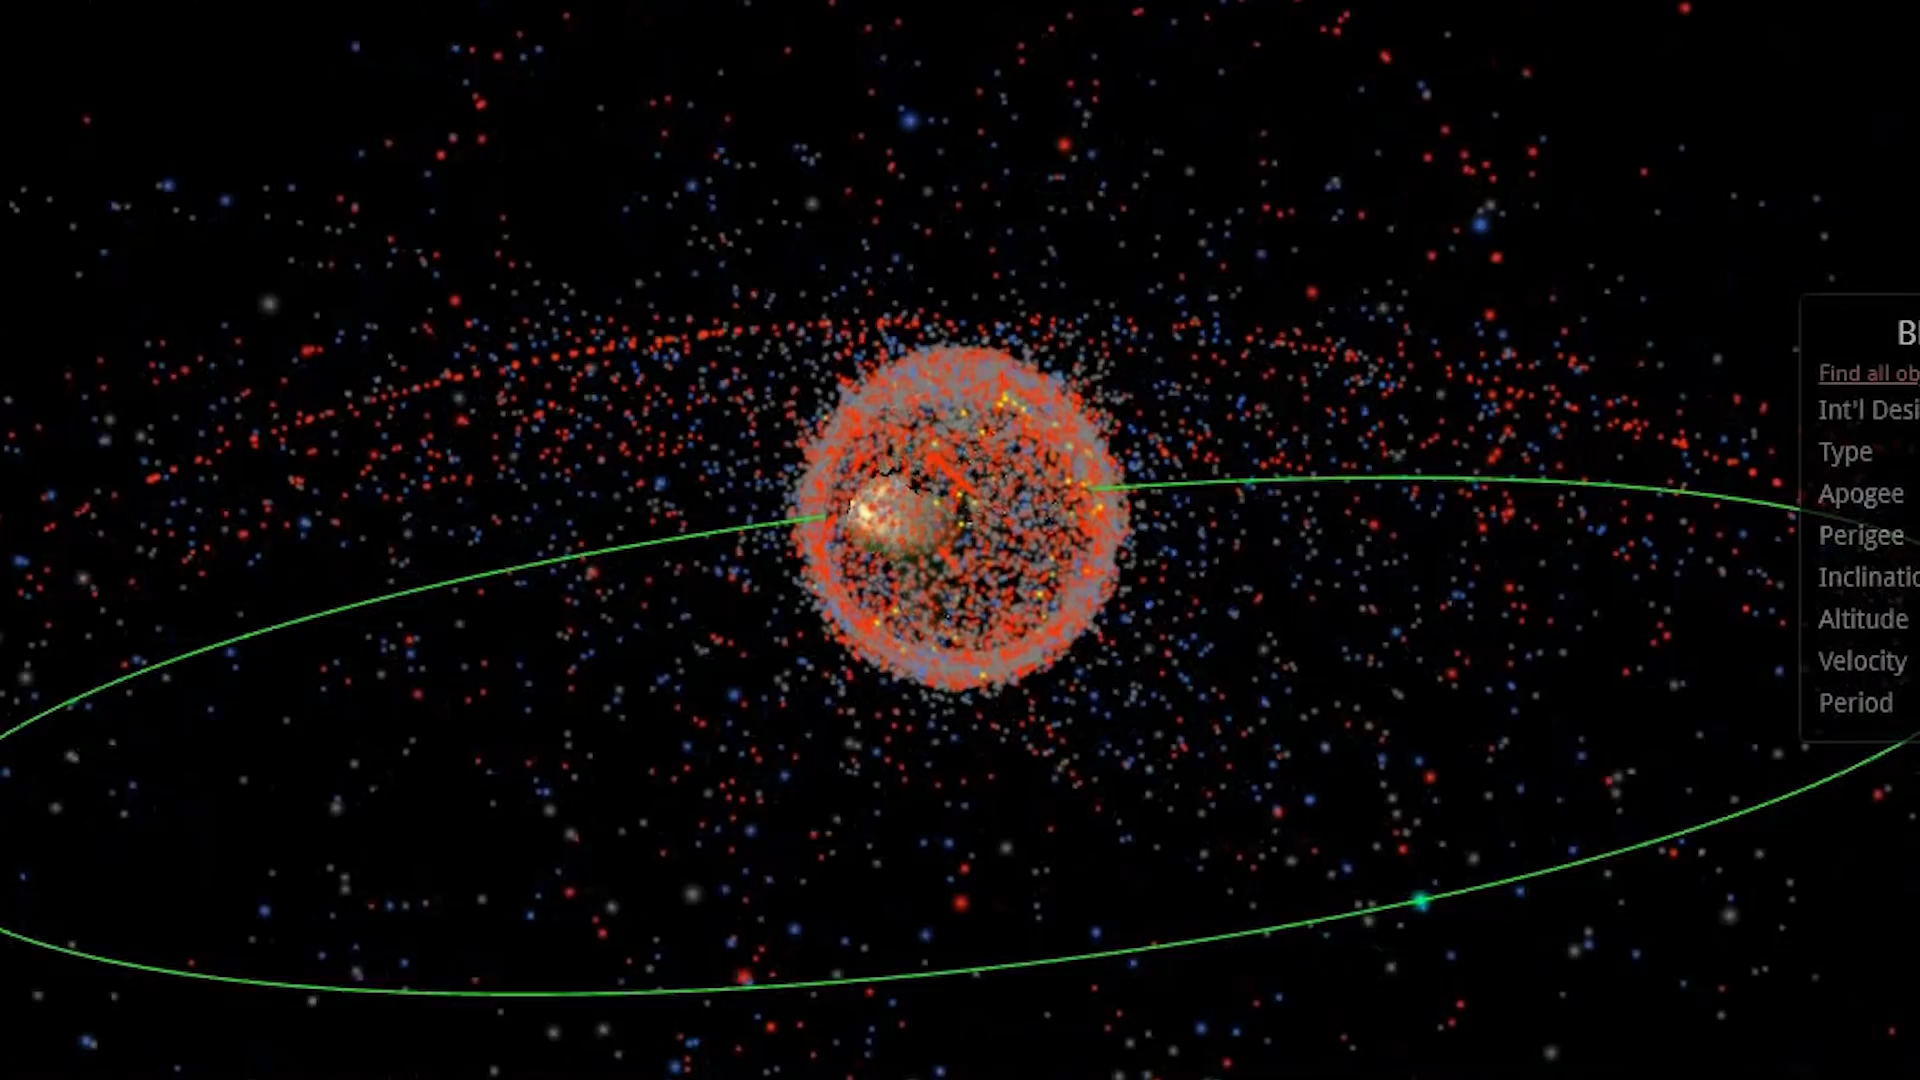 B
Find all ob
Int'l Desi
Type
Apogee
Perigee
Inclinatio
Altitude
Velocity
Period